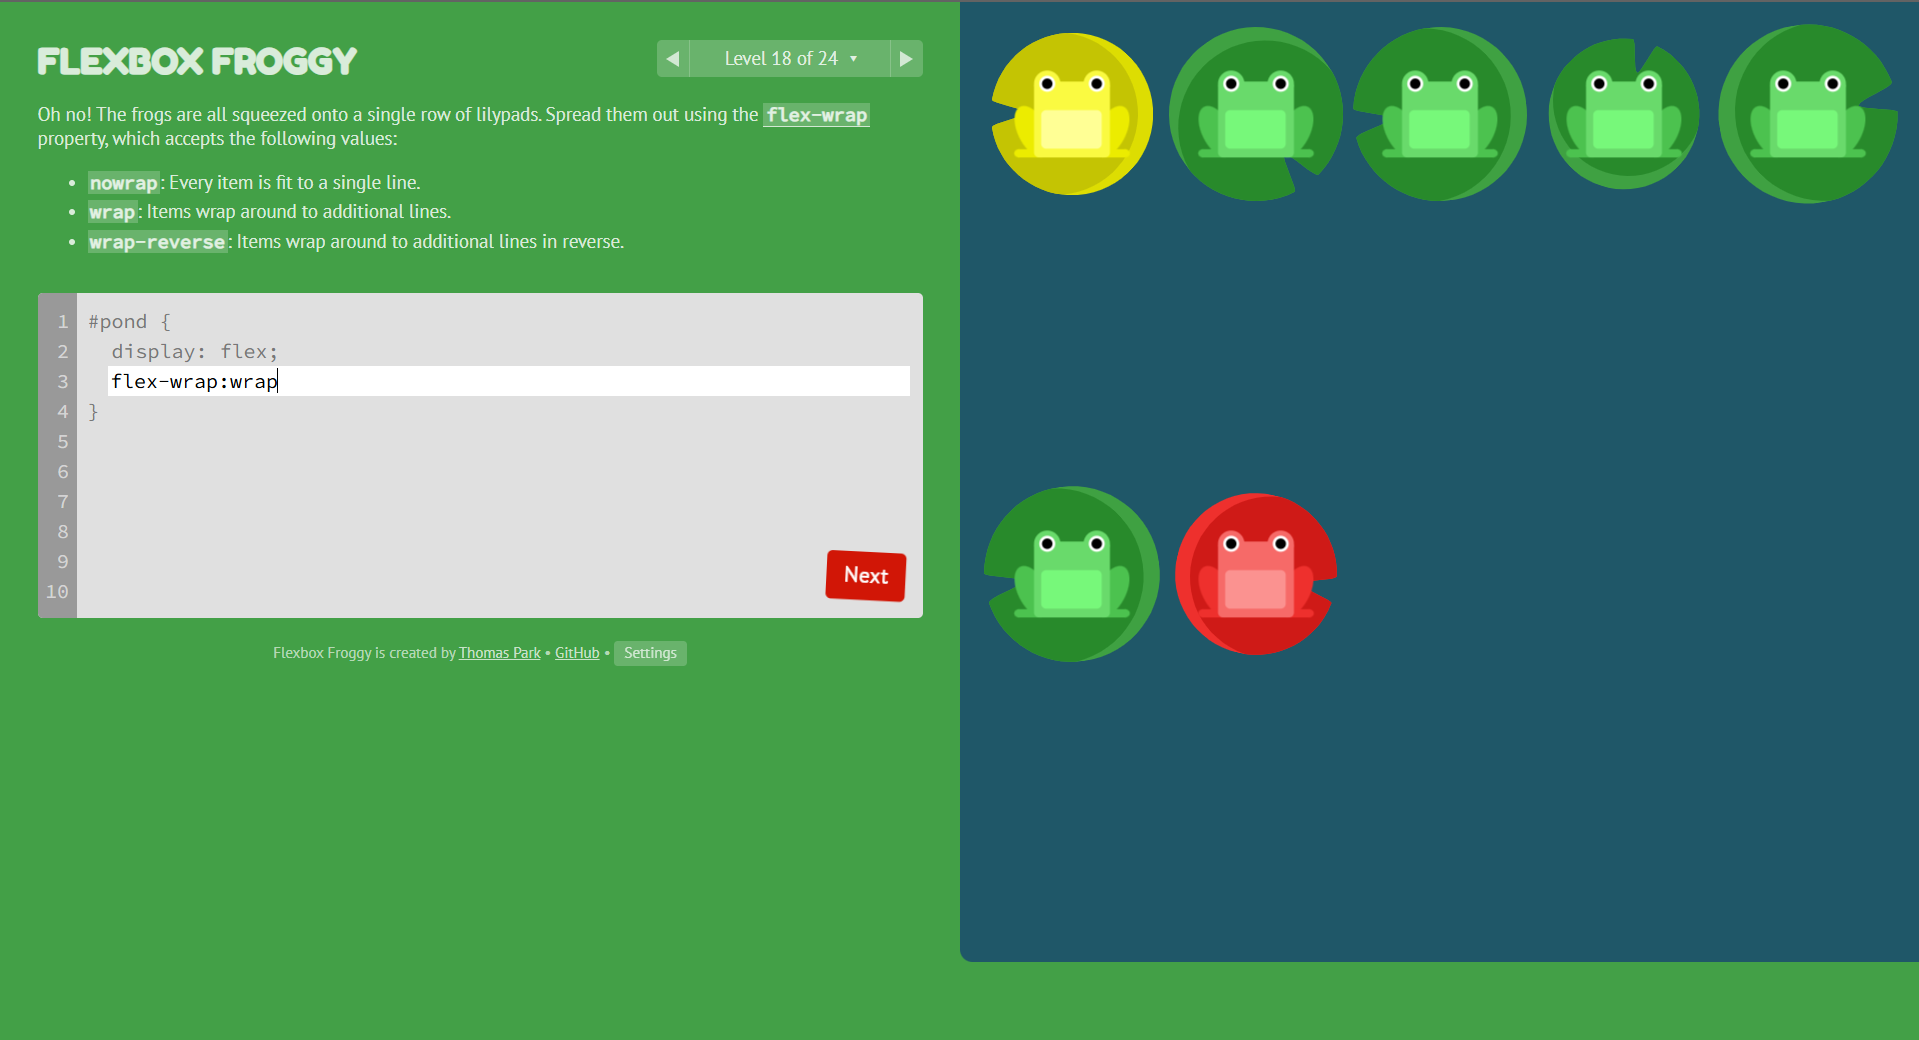 FLEXBOX FROGGY
◀ Level 18 of 24 ▾ ▶
Oh no! The frogs are all squeezed onto a single row of lilypads. Spread them out using the flex-wrap
property, which accepts the following values:
• nowrap: Every item is fit to a single line.
• wrap: Items wrap around to additional lines.
• wrap-reverse: Items wrap around to additional lines in reverse.
1 #pond {
2 display: flex;
3 flex-wrap:wrap
4 }
5
6
7
8
9
10
Next
Flexbox Froggy is created by Thomas Park • GitHub • Settings